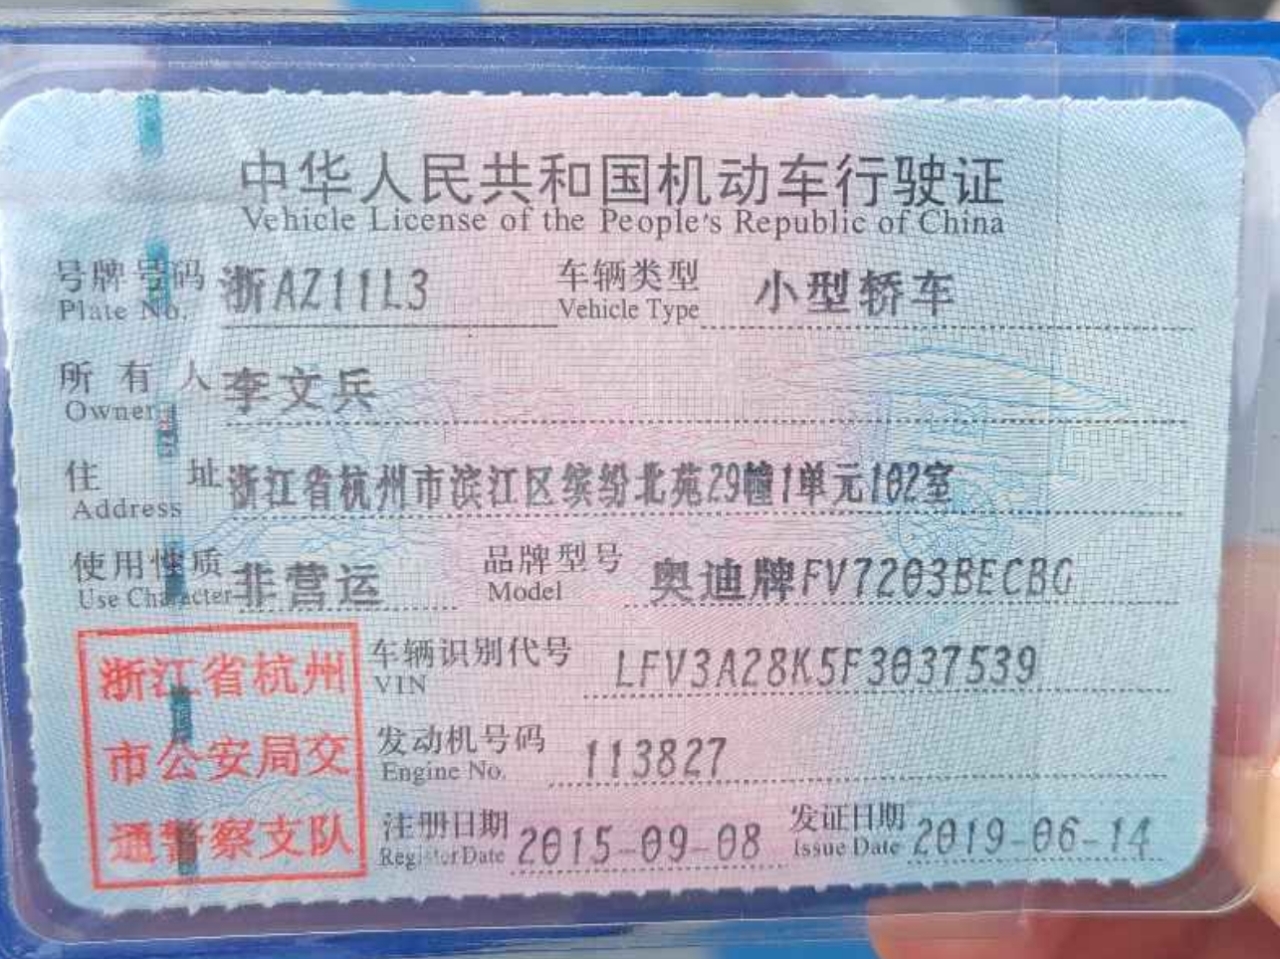 中华人民共和国机动车行驶证
Vehicle License of the People's Republic of China
号牌号码 浙AZ11L3 车辆类型 小型轿车
Plate No. Vehicle Type
所有人 李文兵
Owner
住址 浙江省杭州市滨江区缤纷北苑29幢1单元102室
Address
使用性质 非营运 品牌型号 奥迪牌FV7203BECBG
Use Character Model
车辆识别代号 LFV3A28K5F3037539
VIN
发动机号码 113827
Engine No.
注册日期 2015-09-08 发证日期 2019-06-14
Register Date Issue Date
浙江省杭州
市公安局交
通警察支队